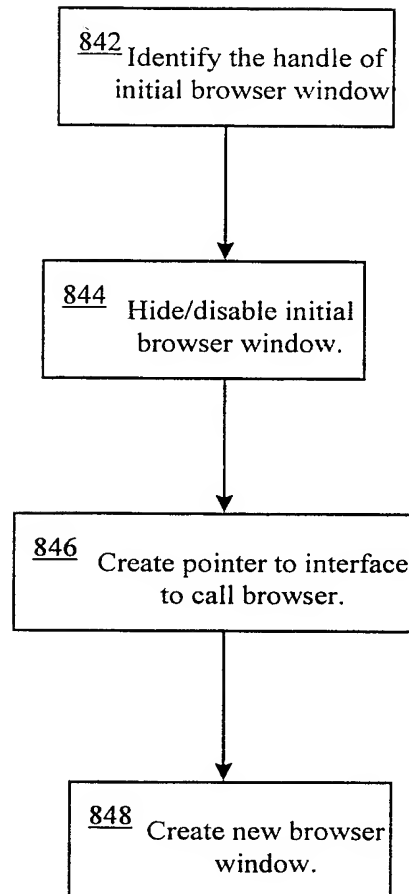 842 Identify the handle of
initial browser window
844 Hide/disable initial
browser window.
846 Create pointer to interface
to call browser.
848 Create new browser
window.